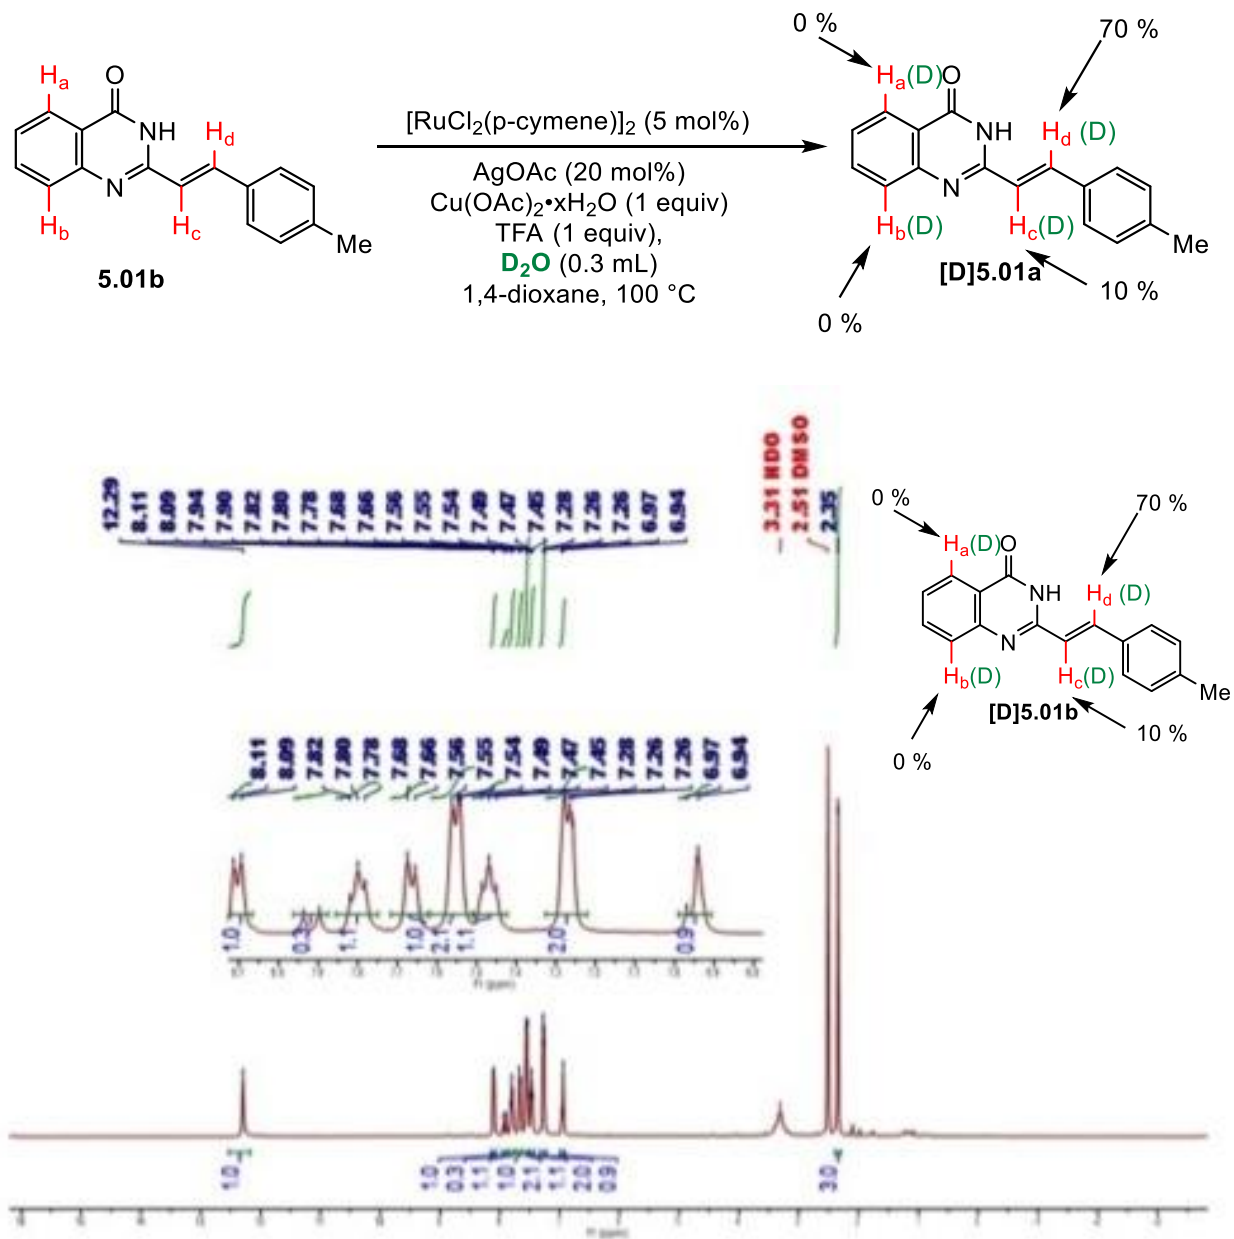 0 %
70 %
Ha
O
Ha(D)
O
[RuCl2(p-cymene)]2 (5 mol%)
NH
Hd
NH
Hd (D)
AgOAc (20 mol%)
N
N
Cu(OAc)2•xH2O (1 equiv)
Hb
Hc
Hb(D)
Hc(D)
TFA (1 equiv),
Me
Me
D2O (0.3 mL)
5.01b
[D]5.01a
1,4-dioxane, 100 °C
10 %
0 %
12.29
8.11
8.09
7.94
7.90
7.82
7.80
7.78
7.68
7.66
7.56
7.55
7.54
7.49
7.47
7.45
7.28
7.26
7.26
6.97
6.94
3.31 HDO
2.51 DMSO
2.35
0 %
70 %
Ha(D)
O
NH
Hd (D)
N
Hb(D)
Hc(D)
Me
[D]5.01b
10 %
0 %
8.11
8.09
7.82
7.80
7.78
7.68
7.66
7.56
7.55
7.54
7.49
7.47
7.45
7.28
7.26
7.26
6.97
6.94
1.0
0.3
1.1
1.0
2.1
1.1
2.0
0.9
f1 (ppm)
1.0
1.0
0.3
1.1
1.0
2.1
1.1
2.0
0.9
3.0
f1 (ppm)